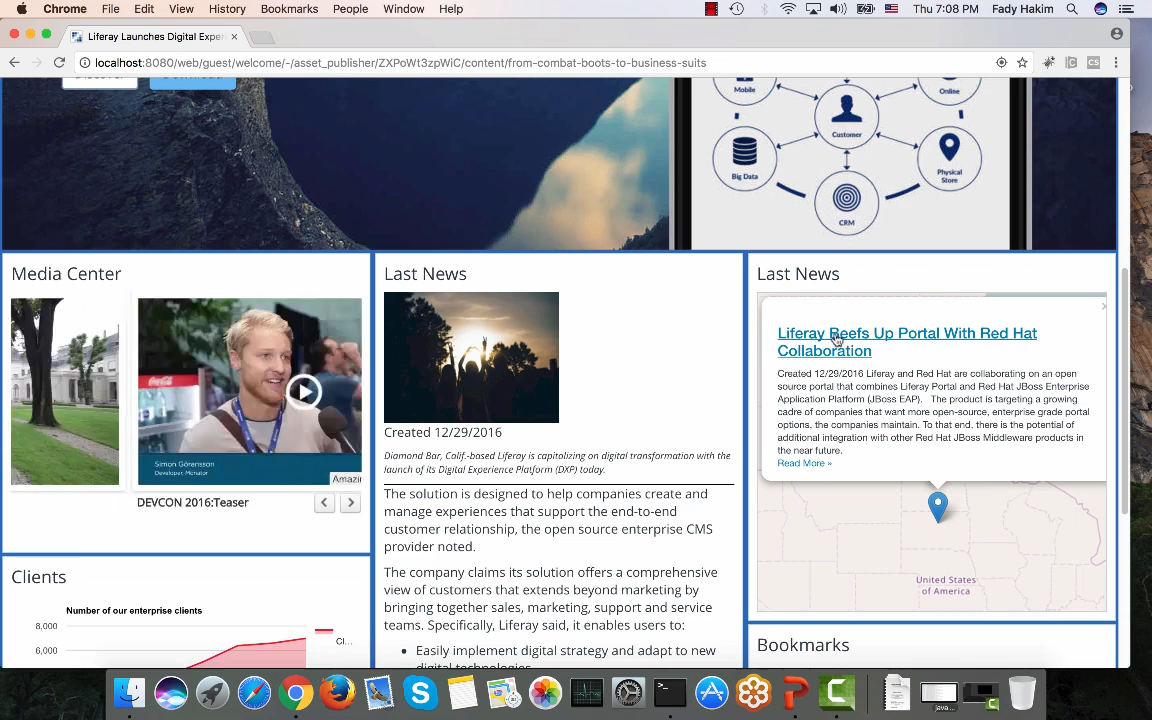 Chrome File Edit View History Bookmarks People Window Help Thu 7:08 PM Fady Hakim
Liferay Launches Digital Exper
localhost:8080/web/guest/welcome/-/asset_publisher/ZXPoWt3zpWiC/content/from-combat-boots-to-business-suits
Mobile
Online
Customer
Big Data
Physical
Store
CRM
Media Center
Simon Görensson
Developer, Monator
Amazin
DEVCON 2016:Teaser
Clients
Number of our enterprise clients
8,000
6,000
Cl...
Last News
Created 12/29/2016
Diamond Bar, Colif.-based Liferay is capitalizing on digital transformation with the
launch of its Digital Experience Platform (DXP) today.
The solution is designed to help companies create and
manage experiences that support the end-to-end
customer relationship, the open source enterprise CMS
provider noted.
The company claims its solution offers a comprehensive
view of customers that extends beyond marketing by
bringing together sales, marketing, support and service
teams. Specifically, Liferay said, it enables users to:
• Easily implement digital strategy and adapt to new
digital technologies
Last News
Liferay Beefs Up Portal With Red Hat
Collaboration
Created 12/29/2016 Liferay and Red Hat are collaborating on an open
source portal that combines Liferay Portal and Red Hat JBoss Enterprise
Application Platform (JBoss EAP). The product is targeting a growing
cadre of companies that want more open-source, enterprise grade portal
options, the companies maintain. To that end, there is the potential of
additional integration with other Red Hat JBoss Middleware products in
the near future.
Read More »
United States
of America
Bookmarks